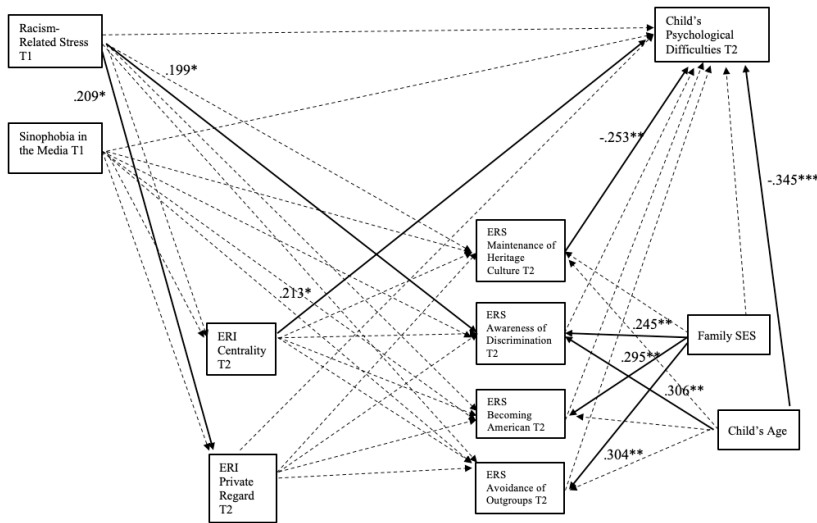 Racism-
Related Stress
T1
Child's
Psychological
Difficulties T2
.199*
.209*
Sinophobia in
the Media T1
-.253**
-.345***
ERS
Maintenance of
Heritage
Culture T2
.213*
ERI
Centrality
T2
ERS
Awareness of
Discrimination
T2
.245**
Family SES
.295**
ERS
Becoming
American T2
.306**
Child's Age
ERI
Private
Regard
T2
ERS
Avoidance of
Outgroups T2
.304**